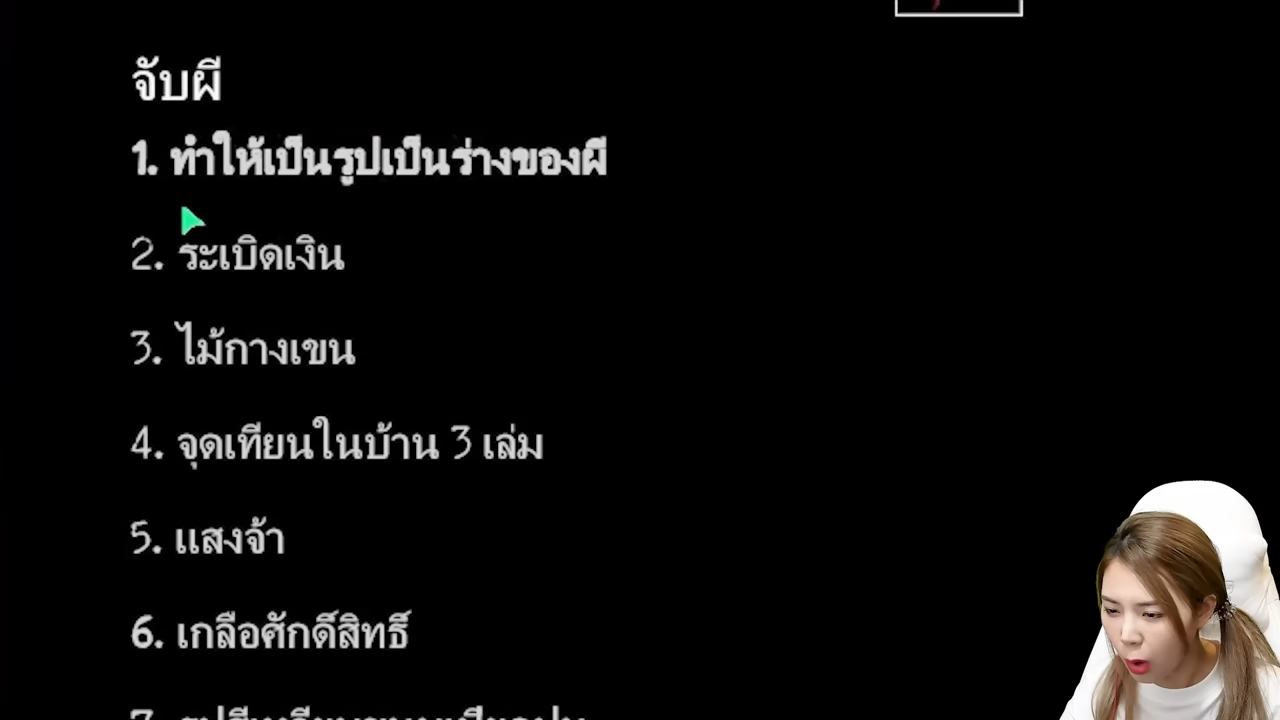 จับผี
1. ทำให้เป็นรูปเป็นร่างของผี
2. ระเบิดเงิน
3. ไม้กางเขน
4. จุดเทียนในบ้าน 3 เล่ม
5. แสงจ้า
6. เกลือศักดิ์สิทธิ์
7.